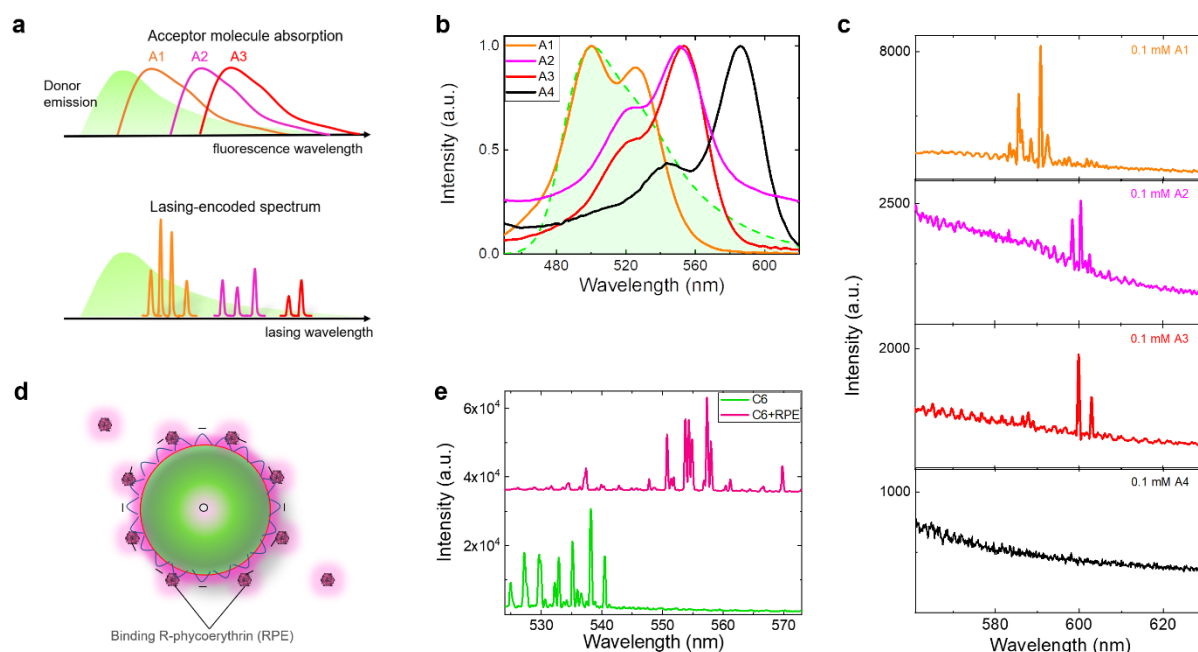 a
Acceptor molecule absorption
A1 A2 A3
Donor
emission
fluorescence wavelength
Lasing-encoded spectrum
lasing wavelength
b
A1
A2
A3
A4
1.0
0.5
0.0
Intensity (a.u.)
480 520 560 600
Wavelength (nm)
c
0.1 mM A1
8000
0.1 mM A2
2500
0.1 mM A3
2000
0.1 mM A4
1000
Intensity (a.u.)
580 600 620
Wavelength (nm)
d
Binding R-phycoerythrin (RPE)
e
C6
C6+RPE
6x10⁴
4x10⁴
2x10⁴
0
Intensity (a.u.)
530 540 550 560 570
Wavelength (nm)